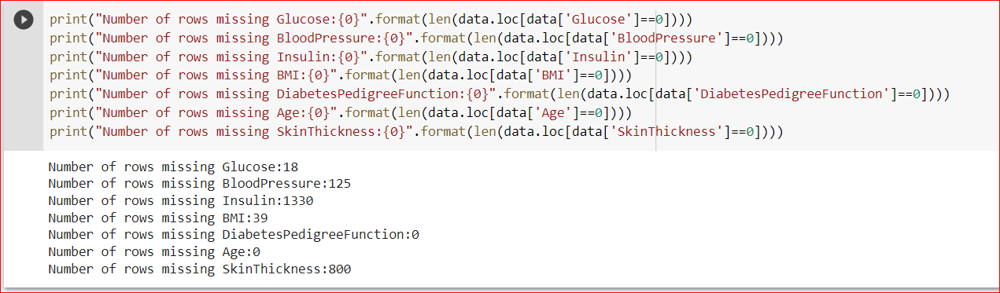 print("Number of rows missing Glucose:{0}".format(len(data.loc[data['Glucose']==0])))
print("Number of rows missing BloodPressure:{0}".format(len(data.loc[data['BloodPressure']==0])))
print("Number of rows missing Insulin:{0}".format(len(data.loc[data['Insulin']==0])))
print("Number of rows missing BMI:{0}".format(len(data.loc[data['BMI']==0])))
print("Number of rows missing DiabetesPedigreeFunction:{0}".format(len(data.loc[data['DiabetesPedigreeFunction']==0])))
print("Number of rows missing Age:{0}".format(len(data.loc[data['Age']==0])))
print("Number of rows missing SkinThickness:{0}".format(len(data.loc[data['SkinThickness']==0])))
Number of rows missing Glucose:18
Number of rows missing BloodPressure:125
Number of rows missing Insulin:1330
Number of rows missing BMI:39
Number of rows missing DiabetesPedigreeFunction:0
Number of rows missing Age:0
Number of rows missing SkinThickness:800